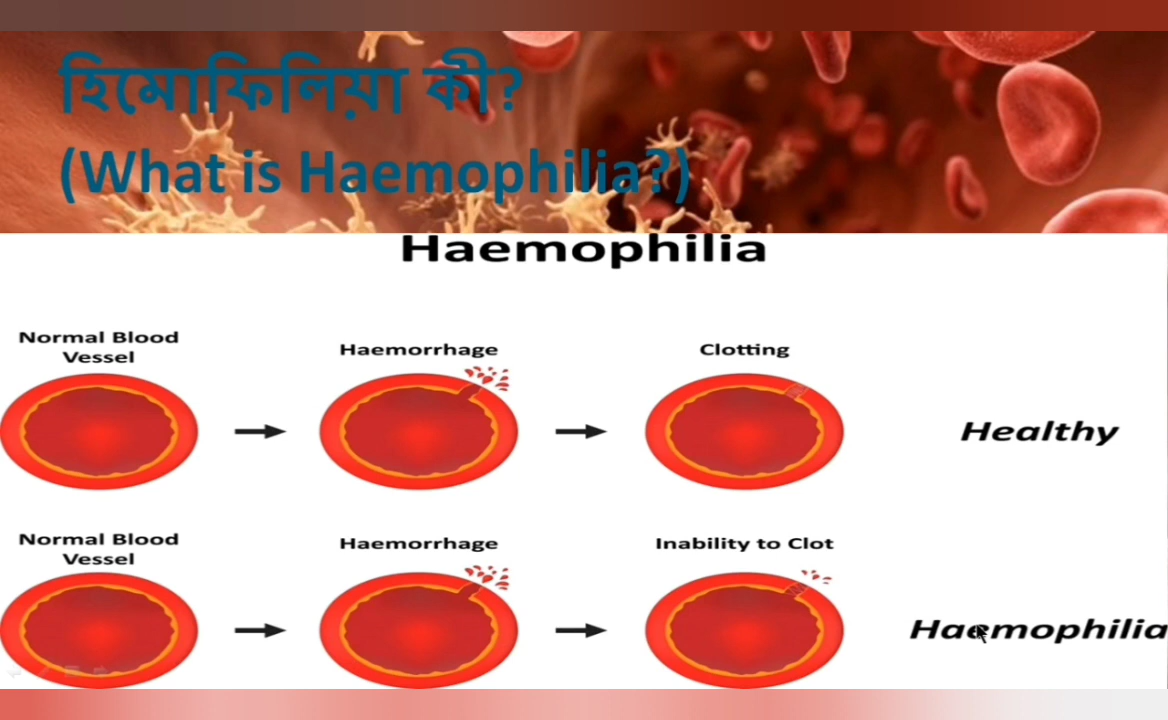 হিমোফিলিয়া কী?
(What is Haemophilia?)
Haemophilia
Normal Blood
Vessel
Haemorrhage
Clotting
Healthy
Normal Blood
Vessel
Haemorrhage
Inability to Clot
Haemophilia